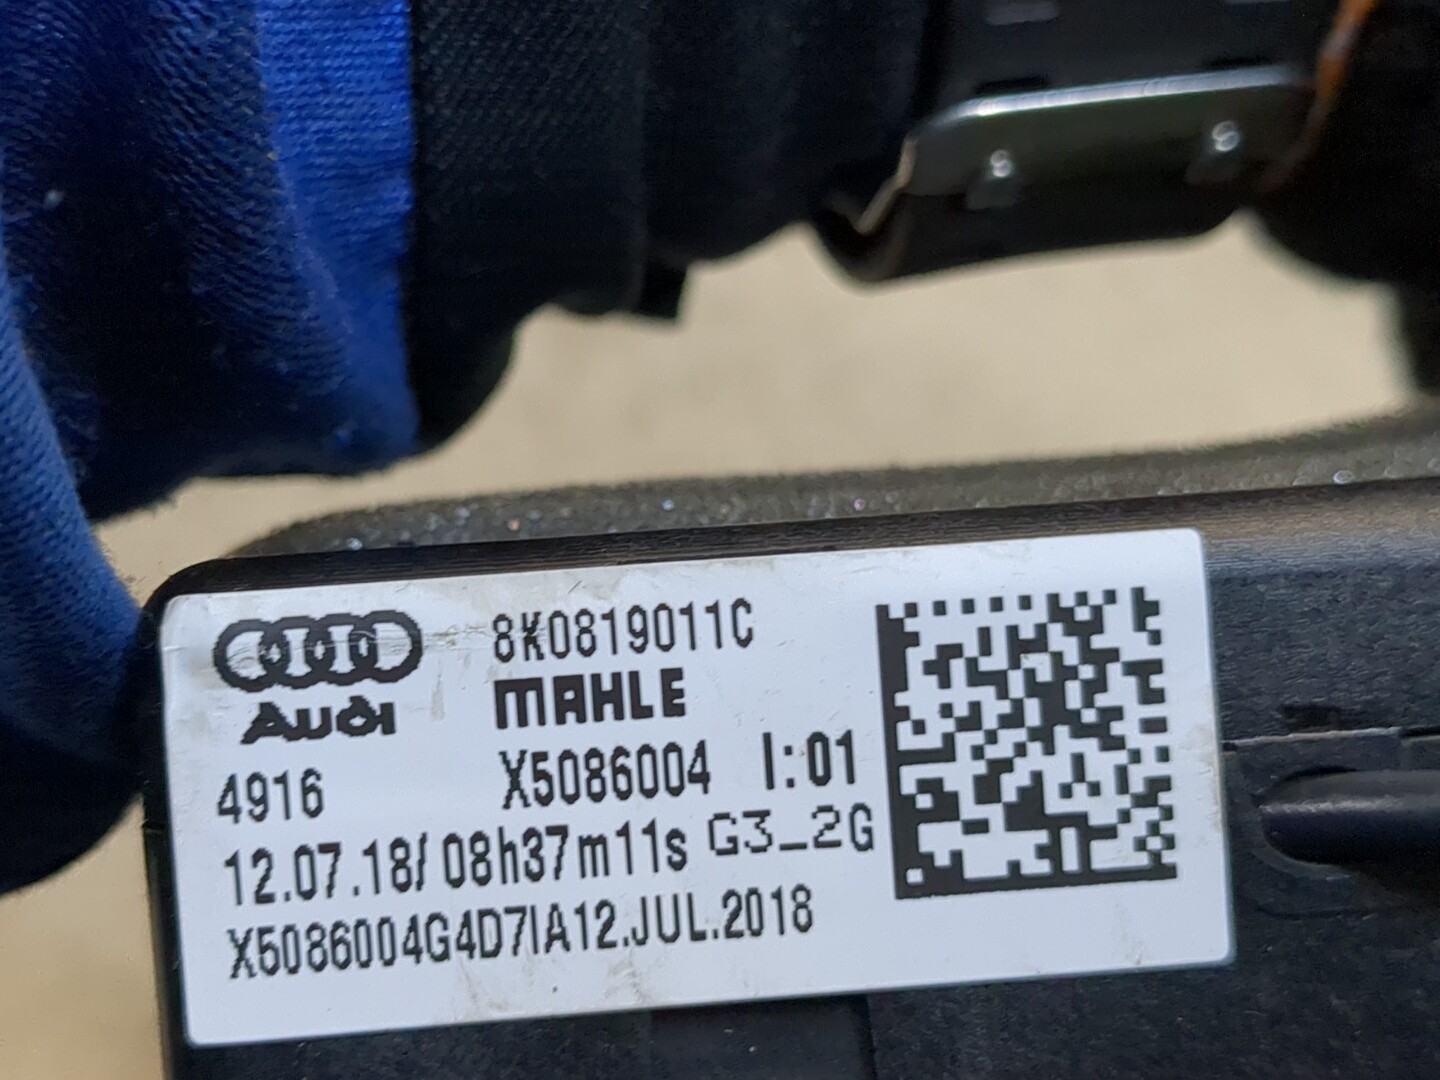 8K0819011C
MAHLE
Audi
4916 X5086004 I:01
12.07.18/ 08h37m11s G3_2G
X5086004G4D7IA12.JUL.2018